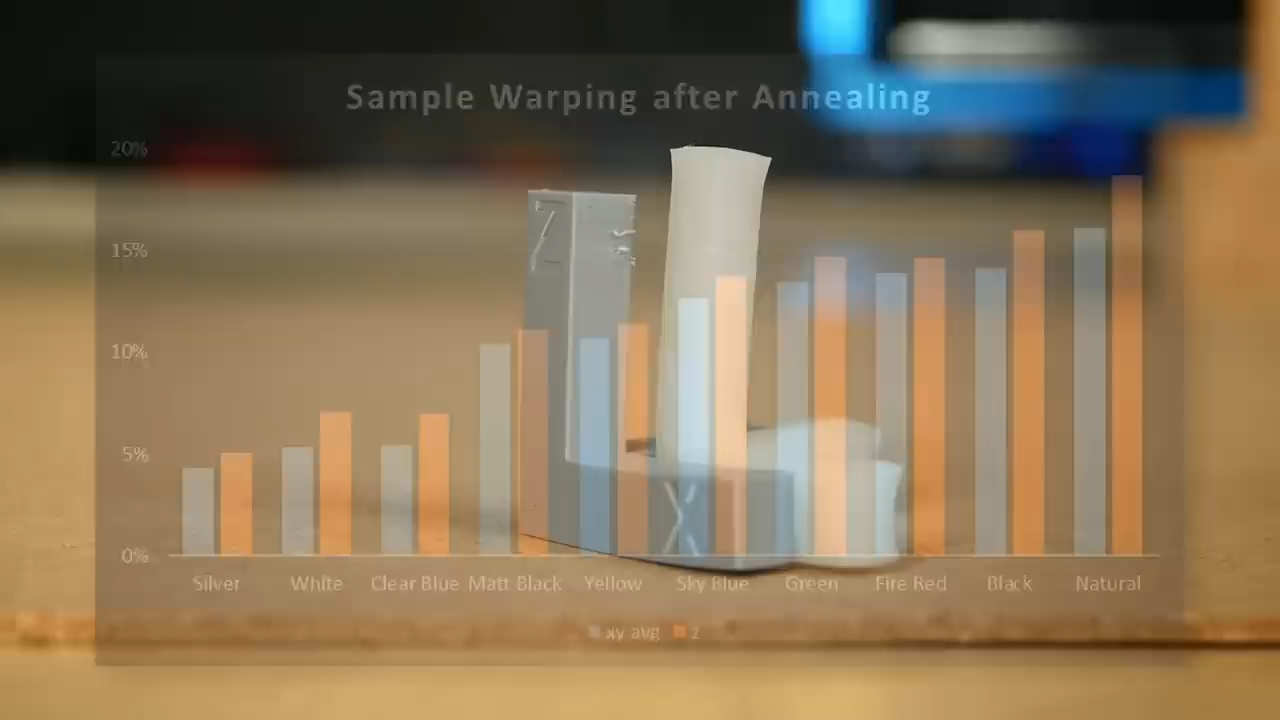 Sample Warping after Annealing
20%
15%
10%
5%
0%
Silver White Clear Blue Matt Black Yellow Sky Blue Green Fire Red Black Natural
xy avg z
Z
X